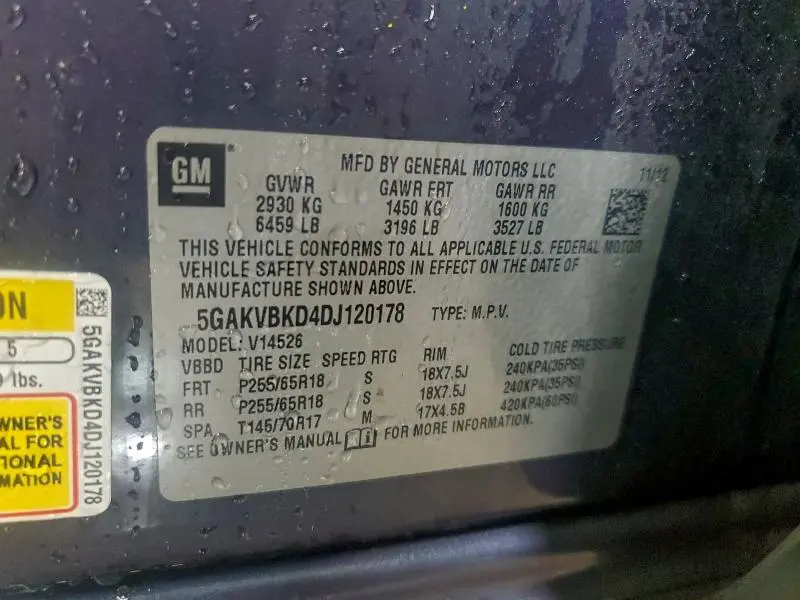 GM
MFD BY GENERAL MOTORS LLC
11/12
GVWR GAWR FRT GAWR RR
2930 KG 1450 KG 1600 KG
6459 LB 3196 LB 3527 LB
THIS VEHICLE CONFORMS TO ALL APPLICABLE U.S. FEDERAL MOTOR
VEHICLE SAFETY STANDARDS IN EFFECT ON THE DATE OF
MANUFACTURE SHOWN ABOVE.
5GAKVBKD4DJ120178 TYPE: M.P.V.
MODEL: V14526
VBBD TIRE SIZE SPEED RTG RIM COLD TIRE PRESSURE
FRT P255/65R18 S 18X7.5J 240KPA(35PSI)
RR P255/65R18 S 18X7.5J 240KPA(35PSI)
SPA T145/70R17 M 17X4.5B 420KPA(60PSI)
SEE OWNER'S MANUAL FOR MORE INFORMATION.
ON
5
lbs.
WNER'S
AL FOR
TIONAL
MATION
5GAKVBKD4DJ120178